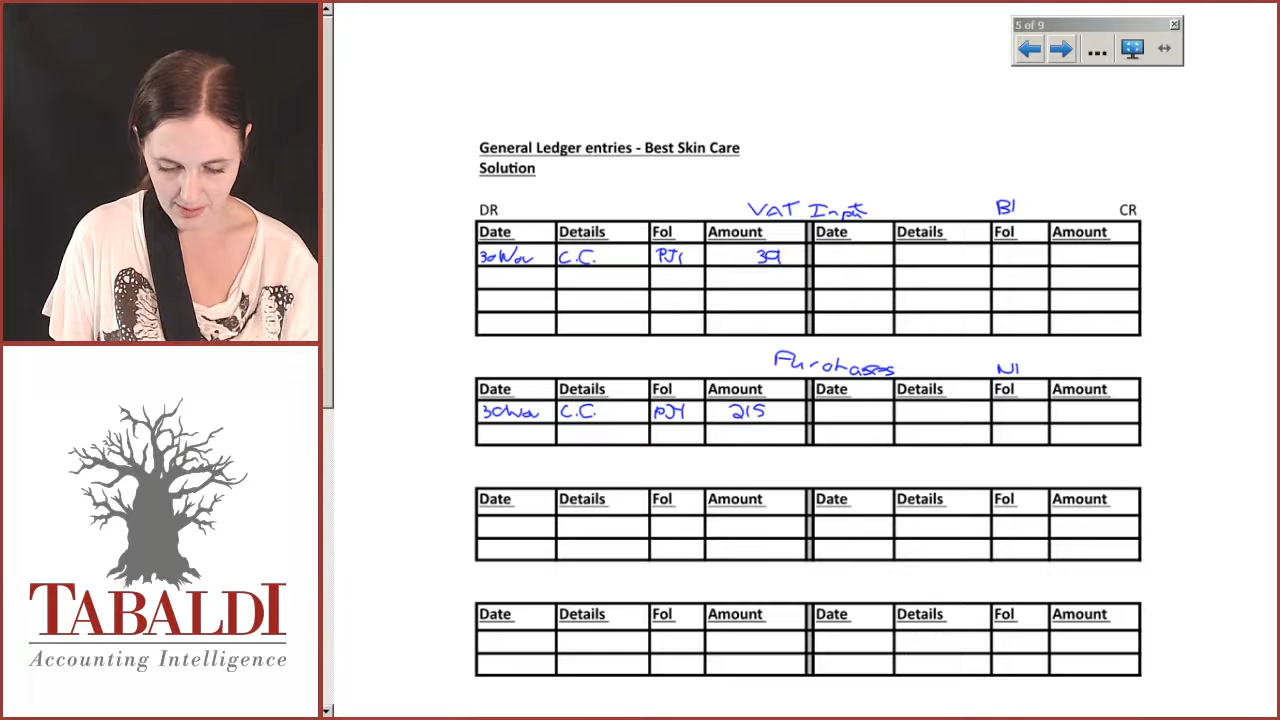 5 of 9
General Ledger entries - Best Skin Care
Solution
DR VAT Input B1 CR
Date Details Fol Amount Date Details Fol Amount
30 Nov C.C. PJ1 39
Purchases N1
Date Details Fol Amount Date Details Fol Amount
30 Nov C.C. PJ1 215
Date Details Fol Amount Date Details Fol Amount
Date Details Fol Amount Date Details Fol Amount
TABALDI
Accounting Intelligence